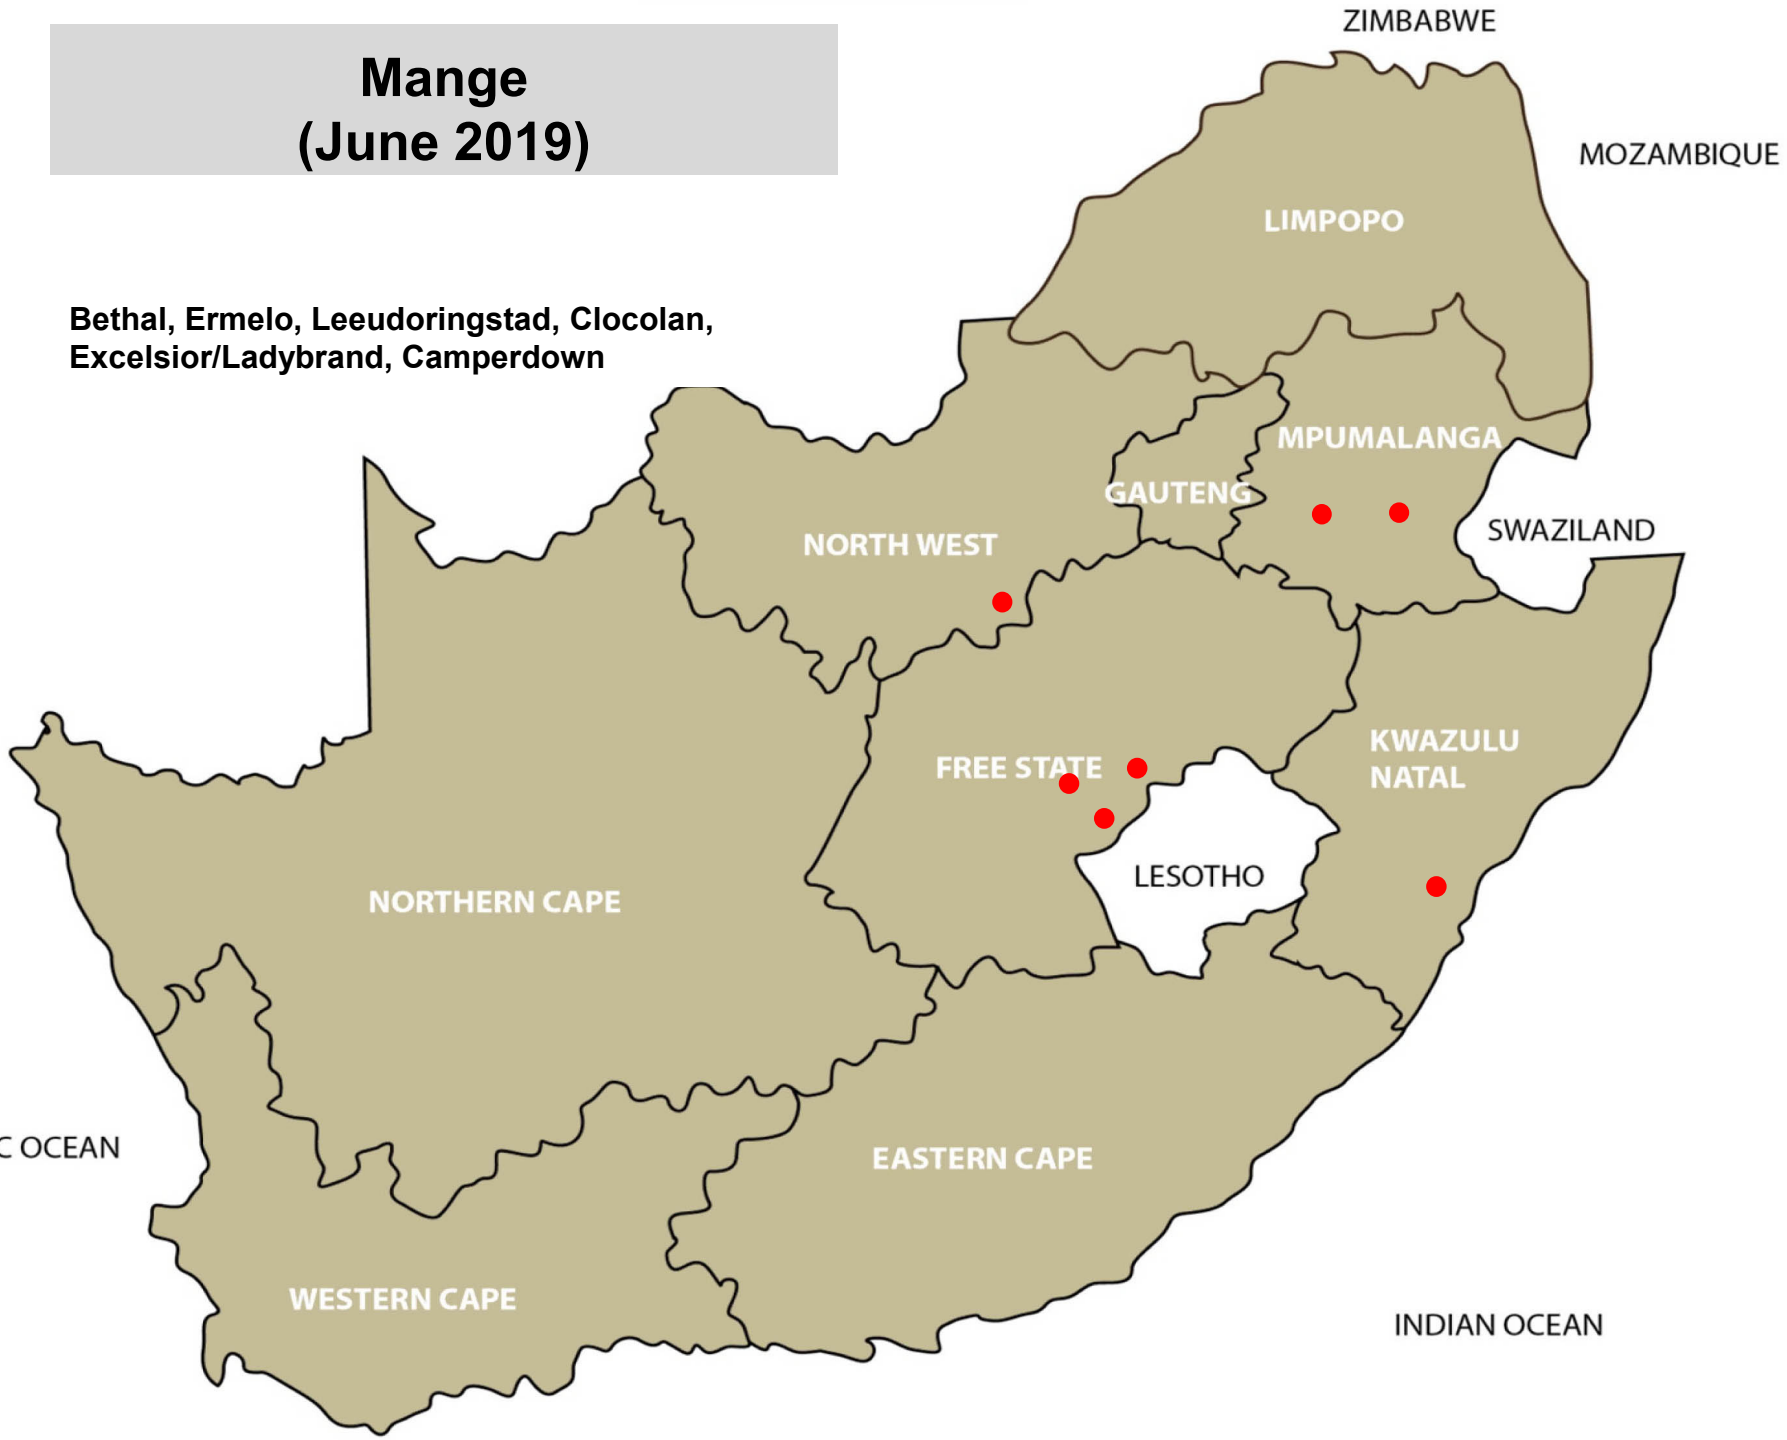 ZIMBABWE
Mange
(June 2019)
MOZAMBIQUE
LIMPOPO
Bethal, Ermelo, Leeudoringstad, Clocolan,
Excelsior/Ladybrand, Camperdown
MPUMALANGA
GAUTENG
SWAZILAND
NORTH WEST
KWAZULU
NATAL
FREE STATE
LESOTHO
NORTHERN CAPE
C OCEAN
EASTERN CAPE
WESTERN CAPE
INDIAN OCEAN